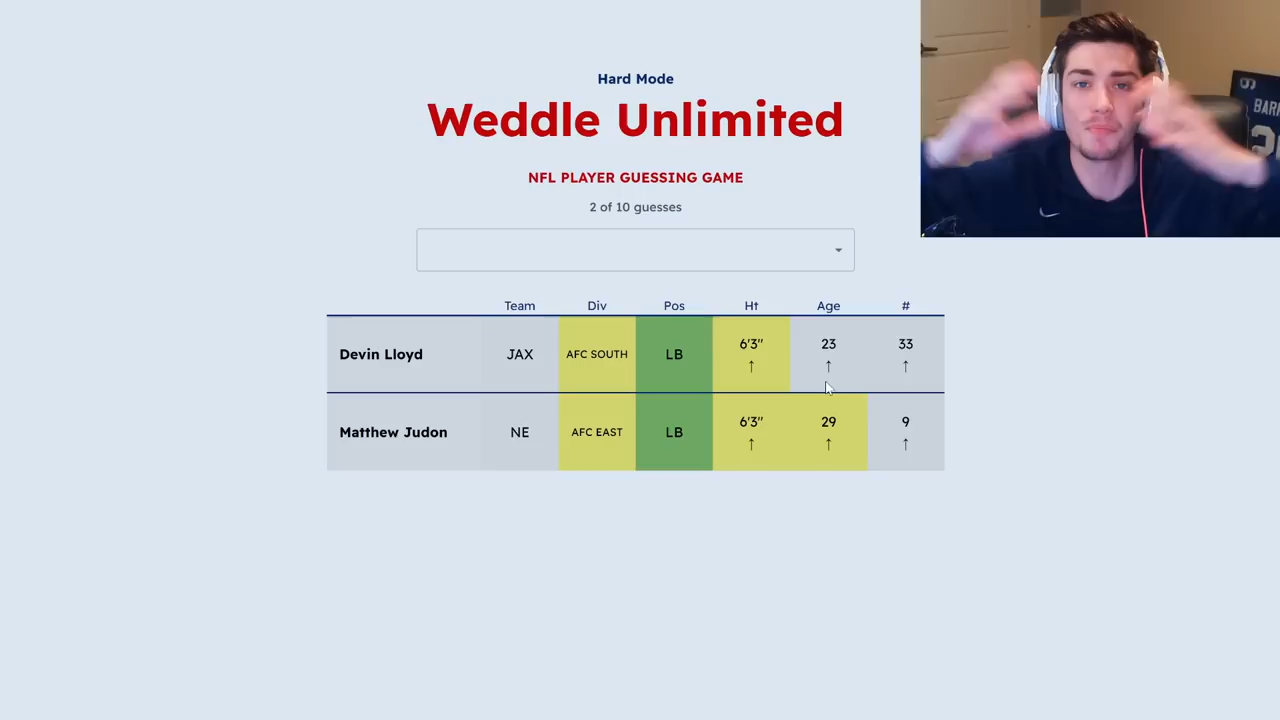 Hard Mode
Weddle Unlimited
NFL PLAYER GUESSING GAME
2 of 10 guesses
Team Div Pos Ht Age #
Devin Lloyd JAX AFC SOUTH LB 6'3" 23 33
↑ ↑ ↑
Matthew Judon NE AFC EAST LB 6'3" 29 9
↑ ↑ ↑